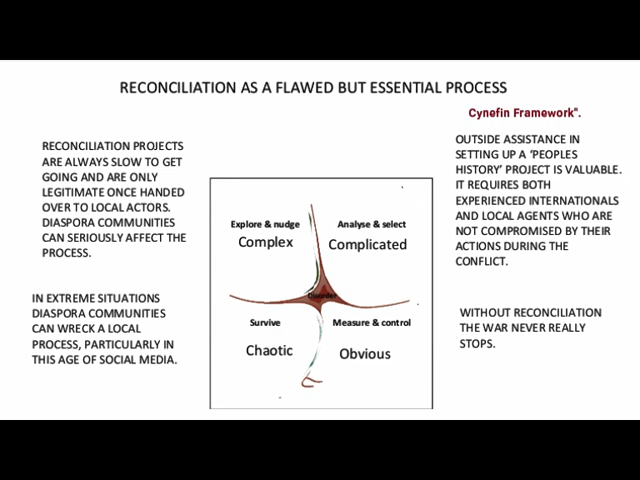 RECONCILIATION AS A FLAWED BUT ESSENTIAL PROCESS
Cynefin Framework".
RECONCILIATION PROJECTS
ARE ALWAYS SLOW TO GET
GOING AND ARE ONLY
LEGITIMATE ONCE HANDED
OVER TO LOCAL ACTORS.
DIASPORA COMMUNITIES
CAN SERIOUSLY AFFECT THE
PROCESS.
IN EXTREME SITUATIONS
DIASPORA COMMUNITIES
CAN WRECK A LOCAL
PROCESS, PARTICULARLY IN
THIS AGE OF SOCIAL MEDIA.
Explore & nudge
Complex
Analyse & select
Complicated
Disorder
Survive
Chaotic
Measure & control
Obvious
OUTSIDE ASSISTANCE IN
SETTING UP A ‘PEOPLES
HISTORY’ PROJECT IS VALUABLE.
IT REQUIRES BOTH
EXPERIENCED INTERNATIONALS
AND LOCAL AGENTS WHO ARE
NOT COMPROMISED BY THEIR
ACTIONS DURING THE
CONFLICT.
WITHOUT RECONCILIATION
THE WAR NEVER REALLY
STOPS.